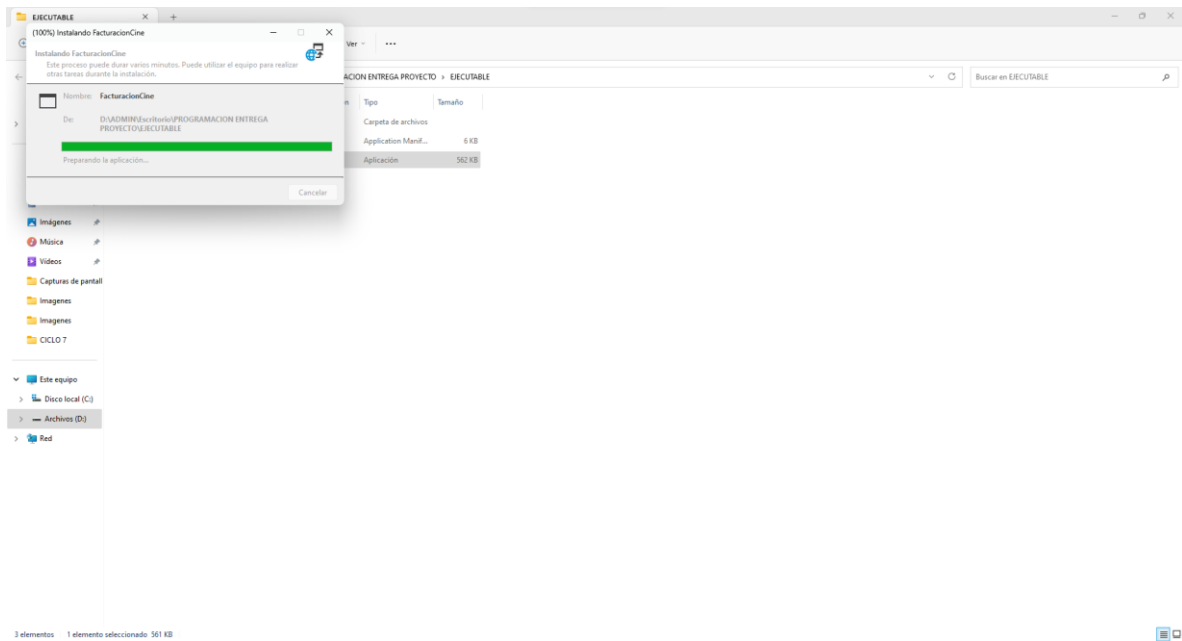 EJECUTABLE
(100%) Instalando FacturacionCine
Instalando FacturacionCine
Este proceso puede durar varios minutos. Puede utilizar el equipo para realizar
otras tareas durante la instalación.
Nombre: FacturacionCine
De: D:\ADMIN\Escritorio\PROGRAMACION ENTREGA
PROYECTO\EJECUTABLE
Preparando la aplicación...
Cancelar
Ver
ACION ENTREGA PROYECTO > EJECUTABLE
Buscar en EJECUTABLE
n Tipo Tamaño
Carpeta de archivos
Application Manif... 6 KB
Aplicación 562 KB
Imágenes
Música
Vídeos
Capturas de pantall
Imagenes
Imagenes
CICLO 7
Este equipo
Disco local (C:)
Archivos (D:)
Red
3 elementos 1 elemento seleccionado 561 KB